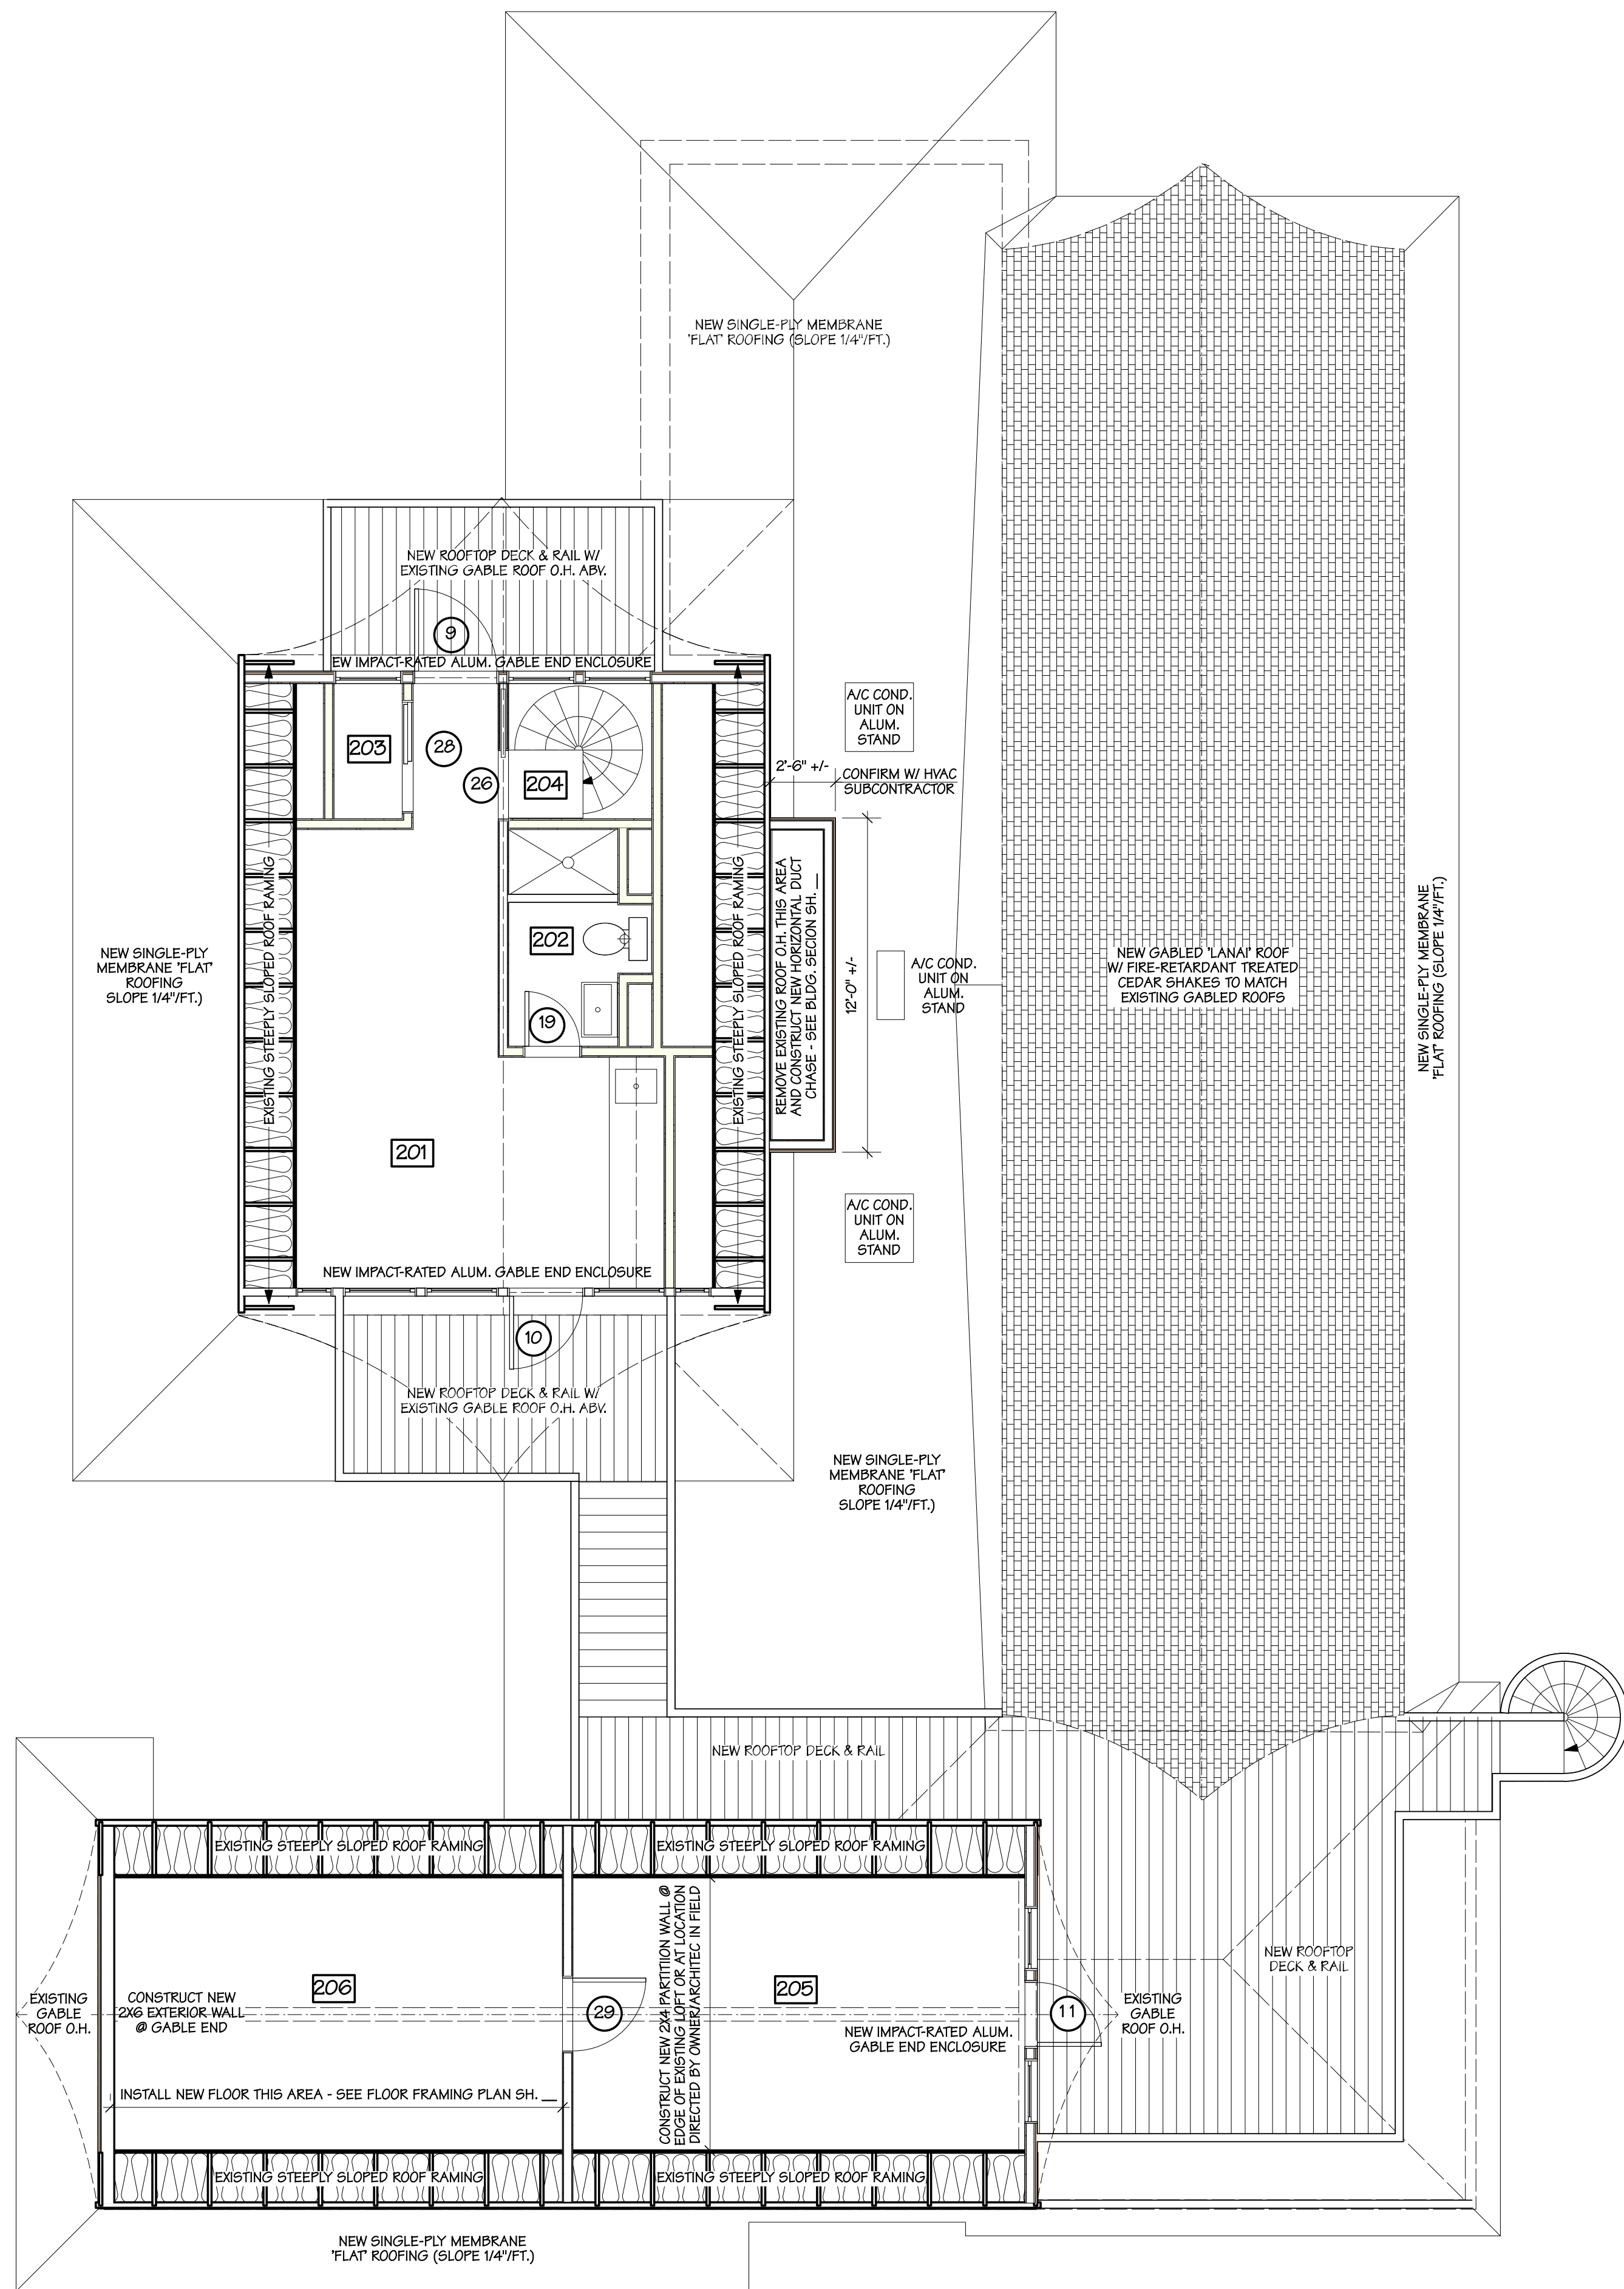 NEW SINGLE-PLY MEMBRANE
'FLAT' ROOFING (SLOPE 1/4"/FT.)
NEW ROOFTOP DECK & RAIL W/
EXISTING GABLE ROOF O.H. ABV.
9
EW IMPACT-RATED ALUM. GABLE END ENCLOSURE
203
28
26
204
A/C COND.
UNIT ON
ALUM.
STAND
2'-6" +/-
CONFIRM W/ HVAC
SUBCONTRACTOR
EXISTING STEEPLY SLOPED ROOF RAMING
EXISTING STEEPLY SLOPED ROOF RAMING
REMOVE EXISTING ROOF O.H. THIS AREA
AND CONSTRUCT NEW HORIZONTAL DUCT
CHASE - SEE BLDG. SECION SH. __
12'-0" +/-
202
19
NEW SINGLE-PLY
MEMBRANE 'FLAT'
ROOFING
SLOPE 1/4"/FT.)
A/C COND.
UNIT ON
ALUM.
STAND
NEW GABLED 'LANAI' ROOF
W/ FIRE-RETARDANT TREATED
CEDAR SHAKES TO MATCH
EXISTING GABLED ROOFS
NEW SINGLE-PLY MEMBRANE
'FLAT' ROOFING (SLOPE 1/4"/FT.)
201
A/C COND.
UNIT ON
ALUM.
STAND
NEW IMPACT-RATED ALUM. GABLE END ENCLOSURE
10
NEW ROOFTOP DECK & RAIL W/
EXISTING GABLE ROOF O.H. ABV.
NEW SINGLE-PLY
MEMBRANE 'FLAT'
ROOFING
SLOPE 1/4"/FT.)
NEW ROOFTOP DECK & RAIL
EXISTING STEEPLY SLOPED ROOF RAMING
EXISTING STEEPLY SLOPED ROOF RAMING
CONSTRUCT NEW 2X4 PARTITION WALL @
EDGE OF EXISTING LOFT OR AT LOCATION
DIRECTED BY OWNER/ARCHITEC IN FIELD
NEW ROOFTOP
DECK & RAIL
206
205
EXISTING
GABLE
ROOF O.H.
CONSTRUCT NEW
2X6 EXTERIOR WALL
@ GABLE END
29
11
EXISTING
GABLE
ROOF O.H.
NEW IMPACT-RATED ALUM.
GABLE END ENCLOSURE
INSTALL NEW FLOOR THIS AREA - SEE FLOOR FRAMING PLAN SH. __
EXISTING STEEPLY SLOPED ROOF RAMING
EXISTING STEEPLY SLOPED ROOF RAMING
NEW SINGLE-PLY MEMBRANE
'FLAT' ROOFING (SLOPE 1/4"/FT.)